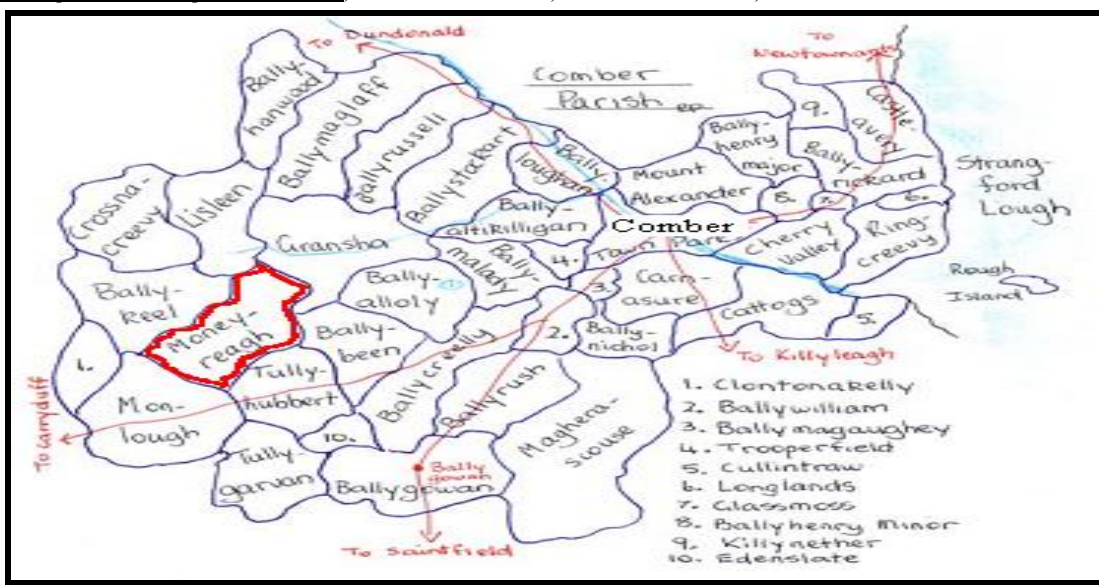 To Dundonald
To
Newtownards
Comber
Parish
Bally-
hanwood
Ballymaglaff
Ballyrussell
Ballystockart
Bally-
loughan
Bally-
henry
major
Mount
Alexander
9.
Castle-
avery
Bally-
rickard
8.
7.
6.
Strang-
ford
Lough
Crossna-
creevy
Lisleen
Gransha
Bally-
altikilligan
Bally-
malady
4.
Comber
Town Park
Cherry
Valley
Ring-
creevy
Rough
Island
Bally-
keel
Money-
reagh
Bally-
alloly
3.
Carn-
asure
Cattogs
5.
1.
Bally-
been
Ballycreelly
2.
Bally-
nichol
To Killyleagh
Mon-
lough
Tully-
hubbert
10.
Ballyrush
Maghera-
scouse
To Carryduff
Tully-
garvan
Bally
gowan
Ballygowan
To Saintfield
1. Clontonakelly
2. Ballywilliam
3. Ballymagaughey
4. Trooperfield
5. Cullintraw
6. Longlands
7. Glassmoss
8. Ballyhenry Minor
9. Killynether
10. Edenslate